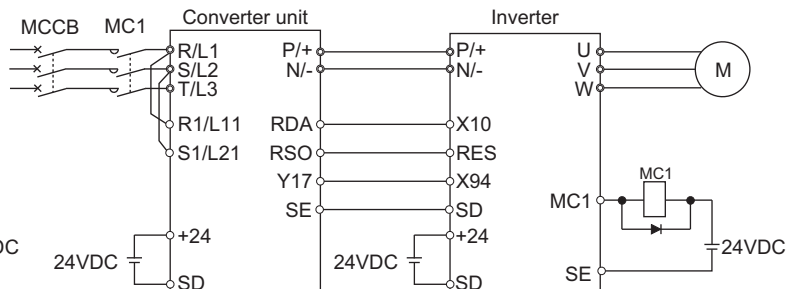 Converter unit
Inverter
MCCB MC1
R/L1 P/+ P/+ U
S/L2 N/- N/- V M
T/L3 W
R1/L11 RDA X10
S1/L21 RSO RES
Y17 X94 MC1
MC1
SE SD
+24 +24
DC 24VDC 24VDC 24VDC
SE
SD SD